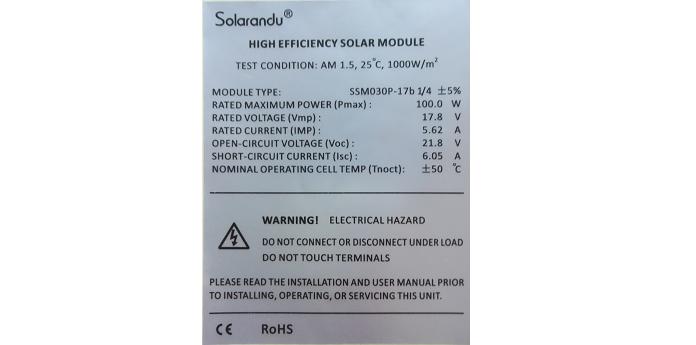 Solarandu®
HIGH EFFICIENCY SOLAR MODULE
TEST CONDITION: AM 1.5, 25°C, 1000W/m²
MODULE TYPE: SSM030P-17b 1/4 ±5%
RATED MAXIMUM POWER (Pmax) : 100.0 W
RATED VOLTAGE (Vmp) : 17.8 V
RATED CURRENT (IMP) : 5.62 A
OPEN-CIRCUIT VOLTAGE (Voc) : 21.8 V
SHORT-CIRCUIT CURRENT (Isc) : 6.05 A
NOMINAL OPERATING CELL TEMP (Tnoct) : ±50 °C
WARNING! ELECTRICAL HAZARD
DO NOT CONNECT OR DISCONNECT UNDER LOAD
DO NOT TOUCH TERMINALS
PLEASE READ THE INSTALLATION AND USER MANUAL PRIOR
TO INSTALLING, OPERATING, OR SERVICING THIS UNIT.
CE RoHS